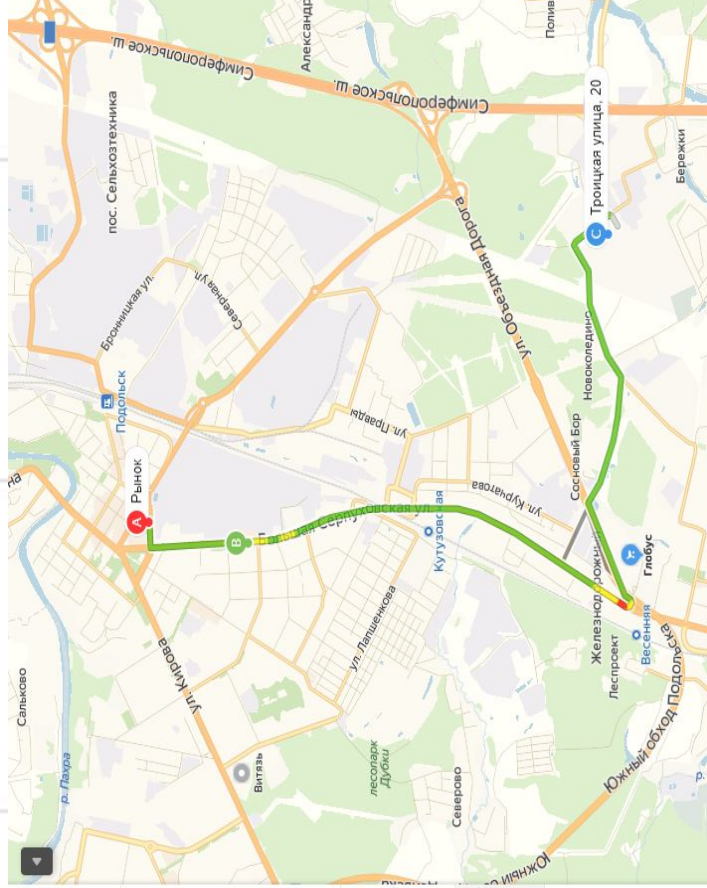 Симферопольское ш.
Александр
Полив
пос. Сельхозтехника
Симферопольское ш.
Троицкая улица, 20
C
Бережки
Бронницкая ул.
Северная ул.
ул. Объездная Дорога
Подольск
ул. Правды
Новоколедино
Сосновый Бор
Рынок
A
B
ул. Курчатова
Кутузовская
Железнодорожный
Глобус
Весенняя
Леспроект
ул. Лапшенкова
ул. Кирова
Сальково
р. Пахра
Витязь
лесопарк
Дубки
Северово
Южный обход Подольска
р.
на